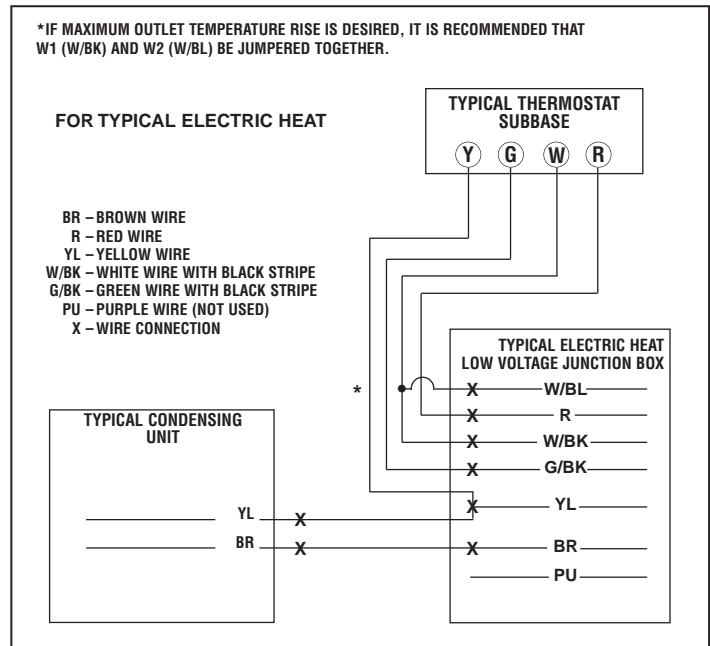 *IF MAXIMUM OUTLET TEMPERATURE RISE IS DESIRED, IT IS RECOMMENDED THAT
W1 (W/BK) AND W2 (W/BL) BE JUMPERED TOGETHER.
FOR TYPICAL ELECTRIC HEAT
TYPICAL THERMOSTAT
SUBBASE
Y G W R
BR – BROWN WIRE
R – RED WIRE
YL – YELLOW WIRE
W/BK – WHITE WIRE WITH BLACK STRIPE
G/BK – GREEN WIRE WITH BLACK STRIPE
PU – PURPLE WIRE (NOT USED)
X – WIRE CONNECTION
TYPICAL ELECTRIC HEAT
LOW VOLTAGE JUNCTION BOX
*
X W/BL
X R
X W/BK
X G/BK
X YL
X BR
PU
TYPICAL CONDENSING
UNIT
YL X
BR X